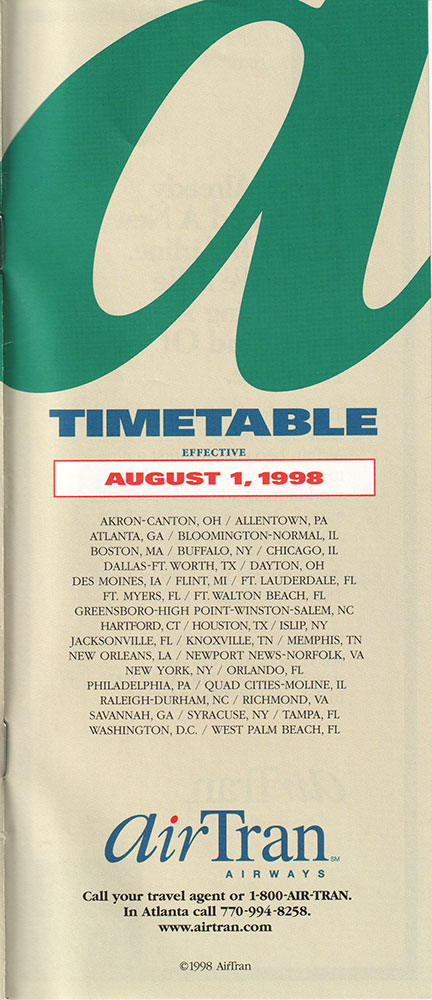 a
TIMETABLE
EFFECTIVE
AUGUST 1, 1998
AKRON-CANTON, OH / ALLENTOWN, PA
ATLANTA, GA / BLOOMINGTON-NORMAL, IL
BOSTON, MA / BUFFALO, NY / CHICAGO, IL
DALLAS-FT. WORTH, TX / DAYTON, OH
DES MOINES, IA / FLINT, MI / FT. LAUDERDALE, FL
FT. MYERS, FL / FT. WALTON BEACH, FL
GREENSBORO-HIGH POINT-WINSTON-SALEM, NC
HARTFORD, CT / HOUSTON, TX / ISLIP, NY
JACKSONVILLE, FL / KNOXVILLE, TN / MEMPHIS, TN
NEW ORLEANS, LA / NEWPORT NEWS-NORFOLK, VA
NEW YORK, NY / ORLANDO, FL
PHILADELPHIA, PA / QUAD CITIES-MOLINE, IL
RALEIGH-DURHAM, NC / RICHMOND, VA
SAVANNAH, GA / SYRACUSE, NY / TAMPA, FL
WASHINGTON, D.C. / WEST PALM BEACH, FL
airTran SM
AIRWAYS
Call your travel agent or 1-800-AIR-TRAN.
In Atlanta call 770-994-8258.
www.airtran.com
©1998 AirTran